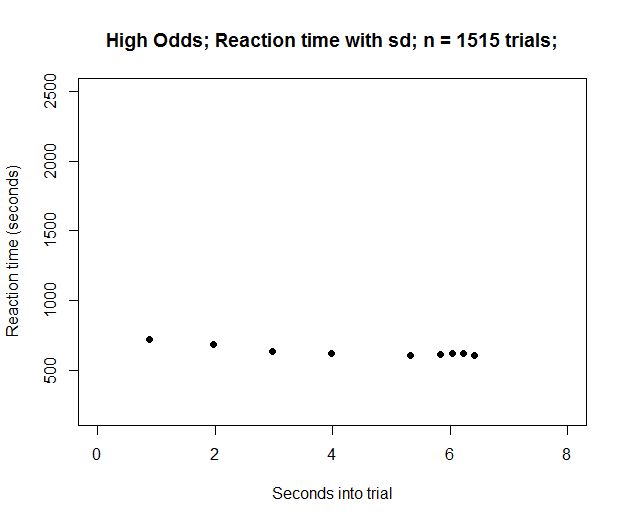 High Odds; Reaction time with sd; n = 1515 trials;
Reaction time (seconds)
2500
2000
1500
1000
500
0 2 4 6 8
Seconds into trial